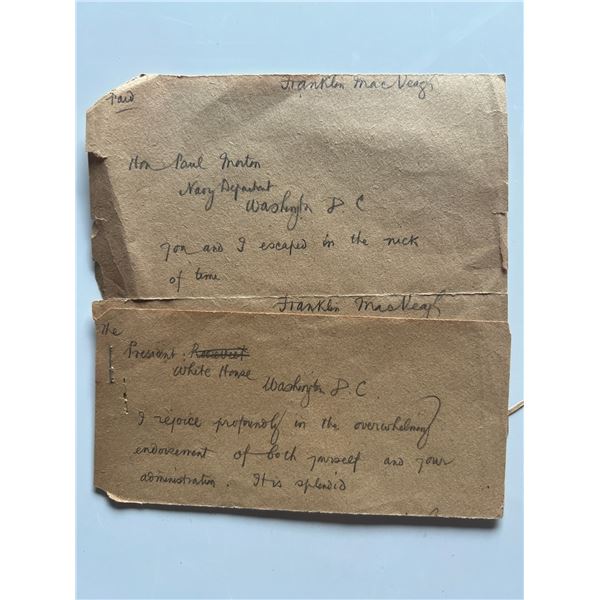 Franklin MacVeagh
Paid
Hon Paul Morton
Navy Department
Washington D C
you and I escaped in the nick
of time
Franklin MacVeagh
The
President. Roosevelt
White House
Washington D.C.
I rejoice profoundly in the overwhelming
endorsement of both yourself and your
administration. It is splendid